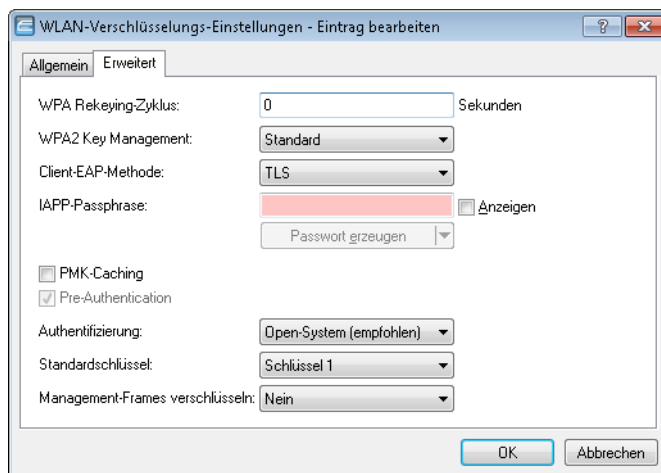 WLAN-Verschlüsselungs-Einstellungen - Eintrag bearbeiten
Allgemein
Erweitert
WPA Rekeying-Zyklus: 0 Sekunden
WPA2 Key Management: Standard
Client-EAP-Methode: TLS
IAPP-Passphrase: Anzeigen
Passwort erzeugen
PMK-Caching
Pre-Authentication
Authentifizierung: Open-System (empfohlen)
Standardschlüssel: Schlüssel 1
Management-Frames verschlüsseln: Nein
OK Abbrechen